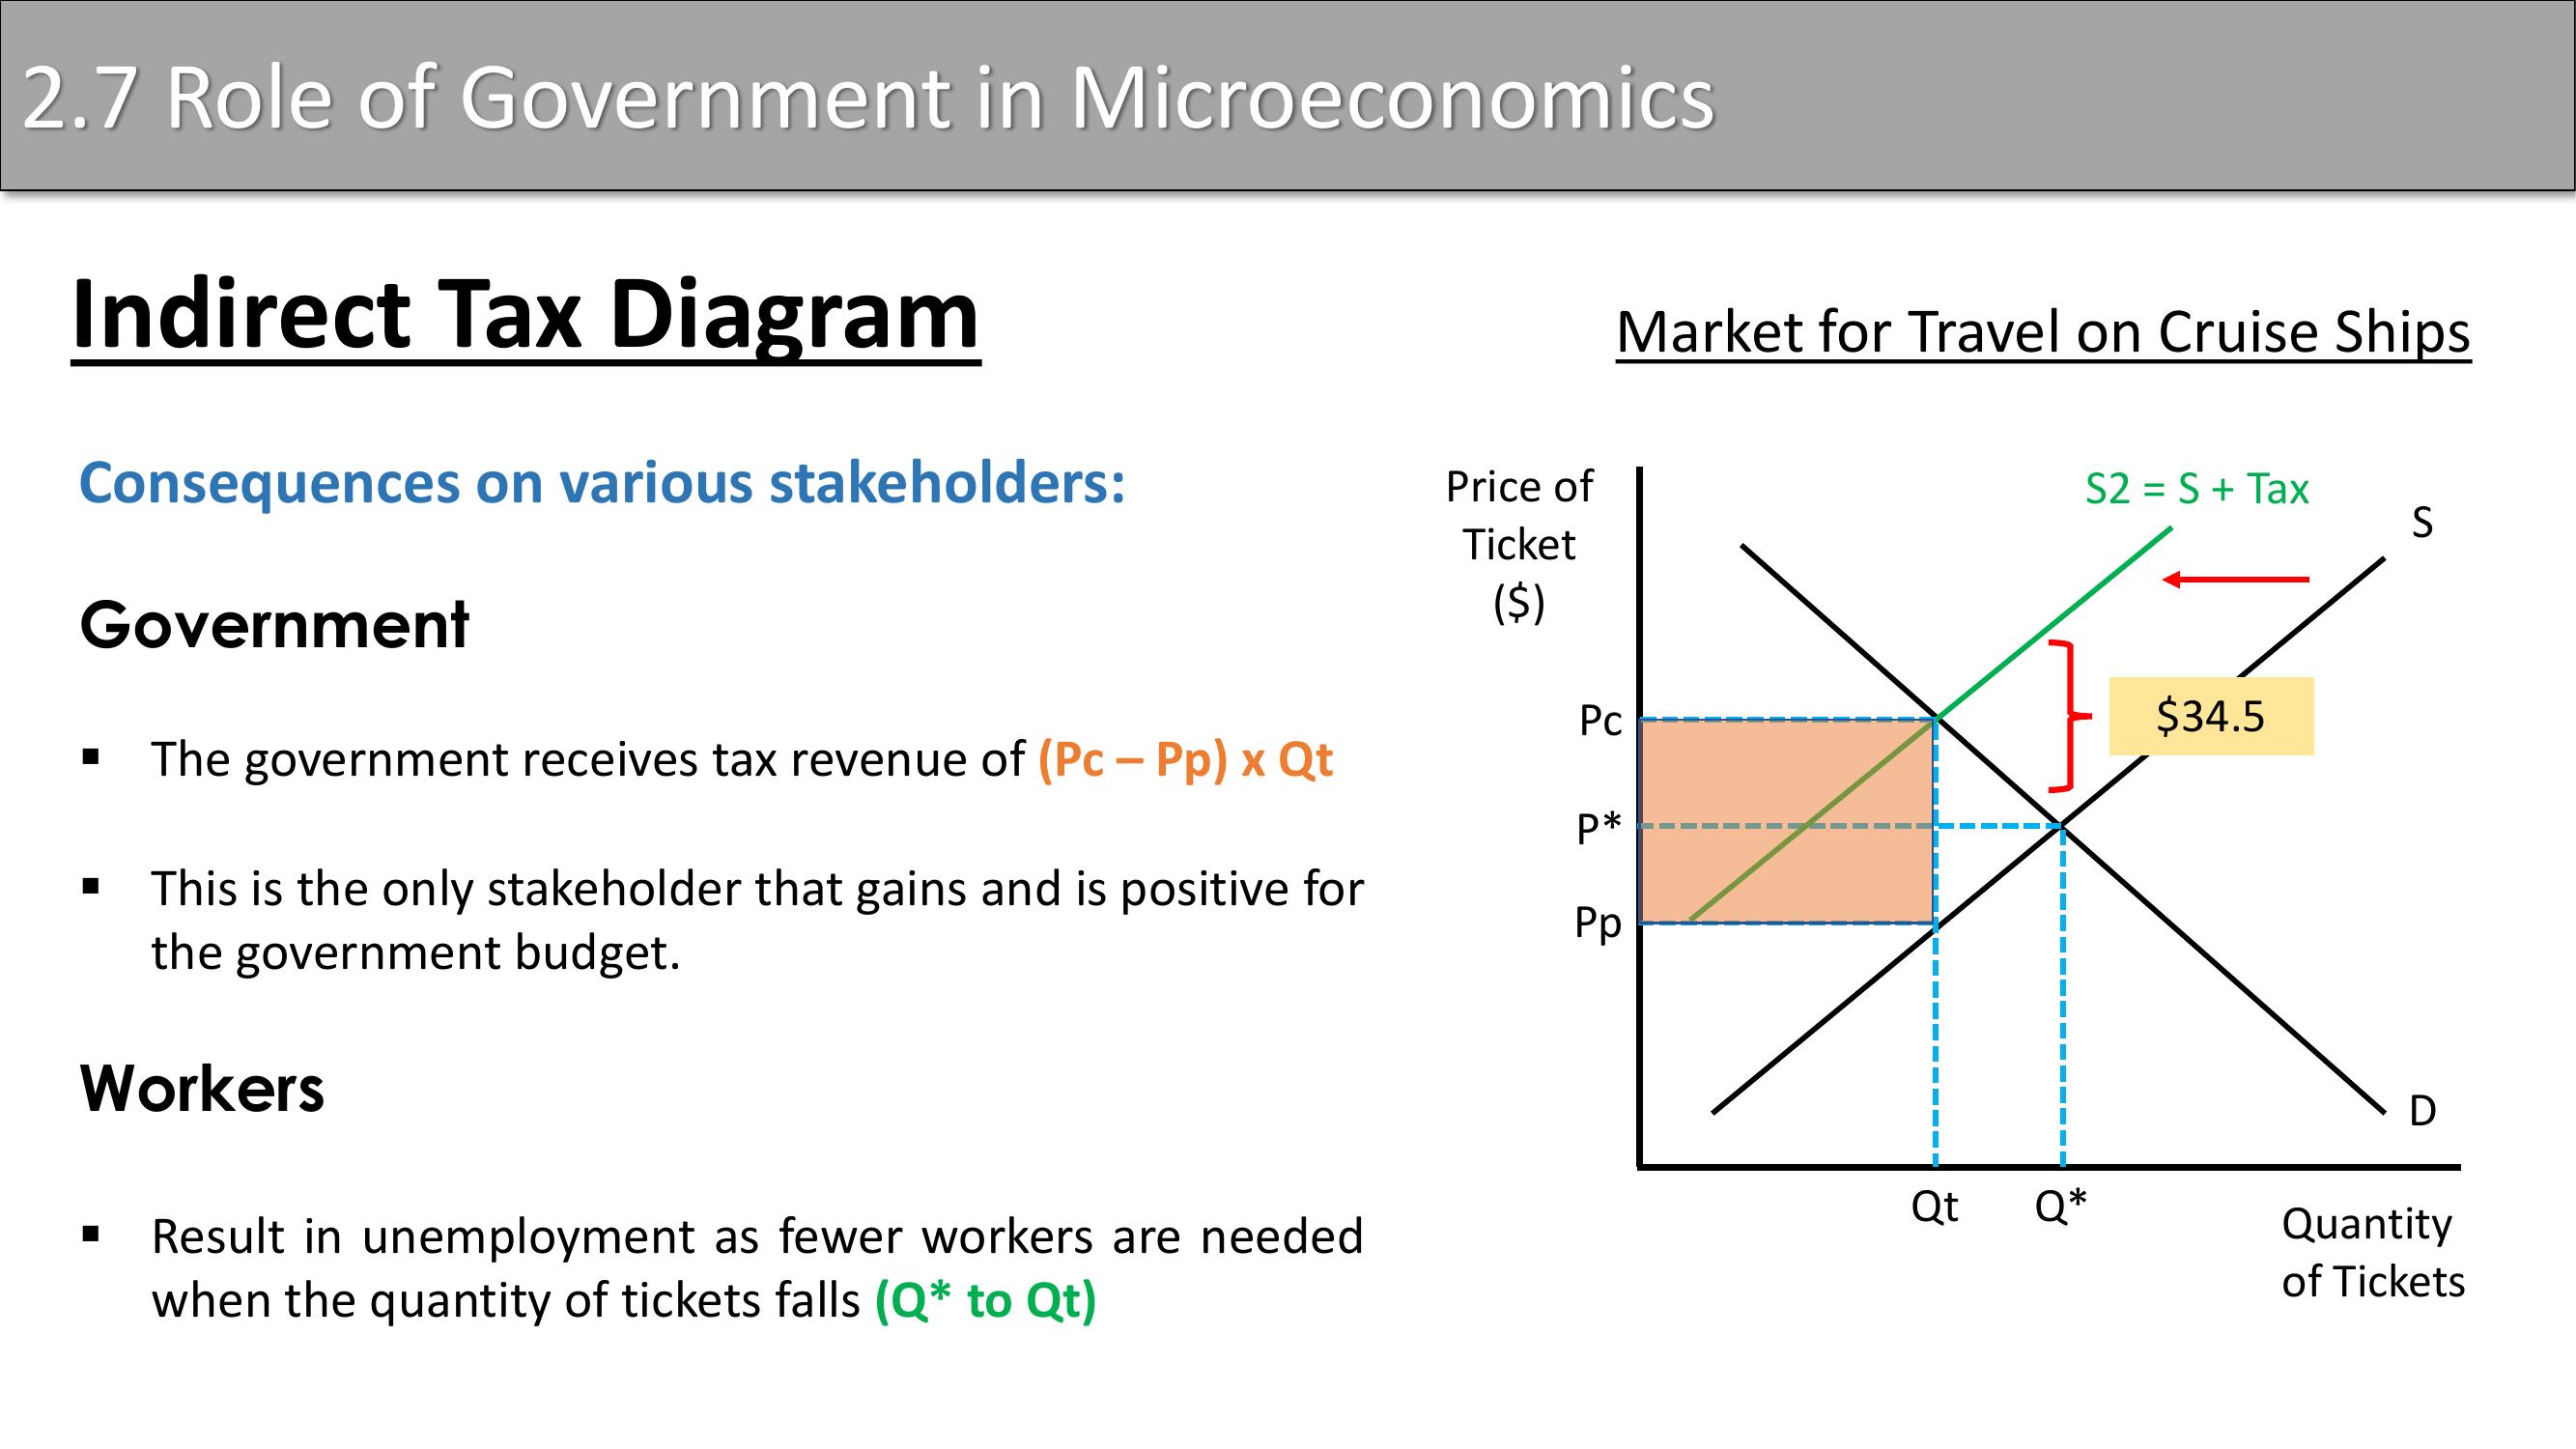 2.7 Role of Government in Microeconomics
Indirect Tax Diagram
Consequences on various stakeholders:
Government
▪ The government receives tax revenue of (Pc – Pp) x Qt
▪ This is the only stakeholder that gains and is positive for
the government budget.
Workers
▪ Result in unemployment as fewer workers are needed
when the quantity of tickets falls (Q* to Qt)
Market for Travel on Cruise Ships
Price of
Ticket
($)
S2 = S + Tax
S
$34.5
Pc
P*
Pp
D
Qt
Q*
Quantity
of Tickets